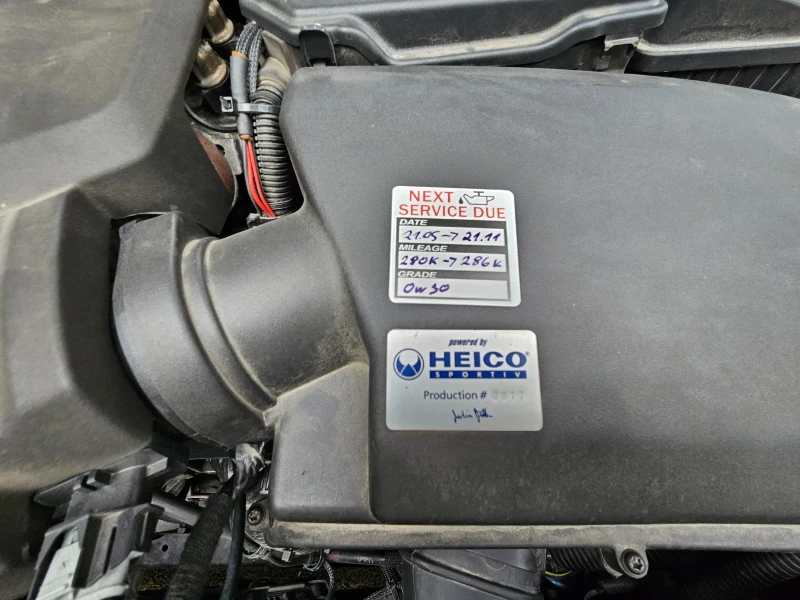 NEXT
SERVICE DUE
DATE
21.05 → 21.11
MILEAGE
280K → 286K
GRADE
0W30
powered by
HEICO
SPORTIV
Production #